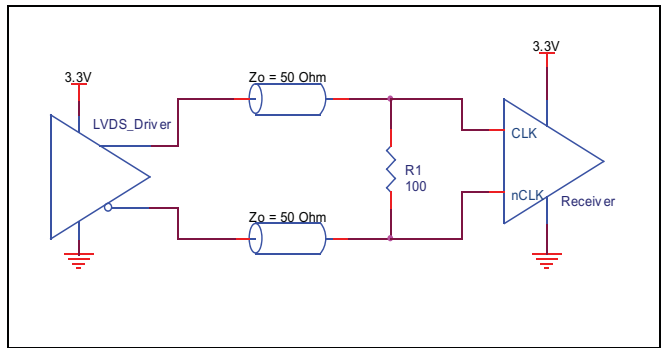 3.3V
Zo = 50 Ohm
3.3V
LVDS_Driver
CLK
R1
100
nCLK
Receiver
Zo = 50 Ohm